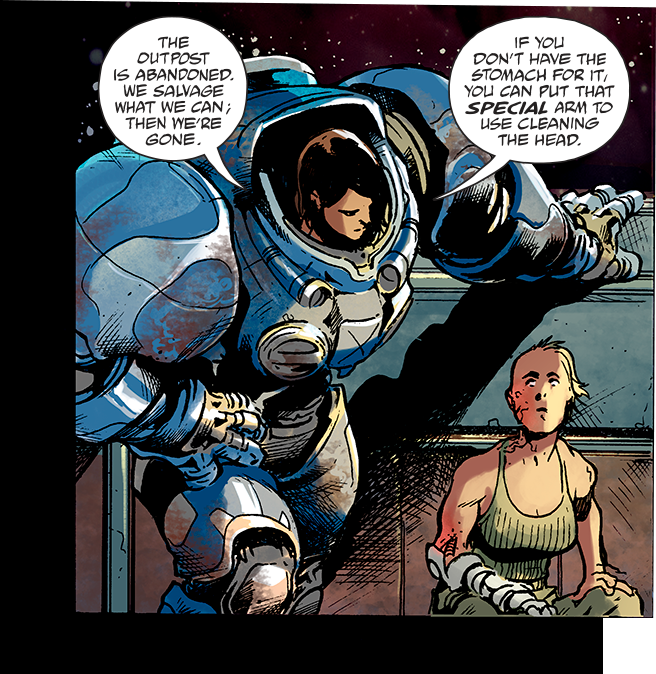 THE
OUTPOST
IS ABANDONED.
WE SALVAGE
WHAT WE CAN;
THEN WE'RE
GONE.
IF YOU
DON'T HAVE THE
STOMACH FOR IT,
YOU CAN PUT THAT
SPECIAL ARM TO
USE CLEANING
THE HEAD.